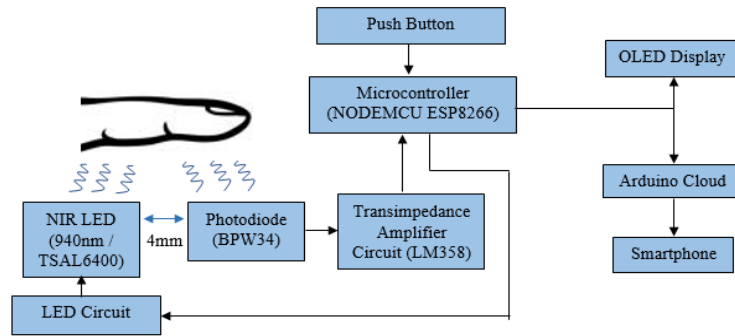 Push Button
OLED Display
Microcontroller
(NODEMCU ESP8266)
NIR LED
(940nm /
TSAL6400)
4mm
Photodiode
(BPW34)
Transimpedance
Amplifier
Circuit (LM358)
Arduino Cloud
Smartphone
LED Circuit